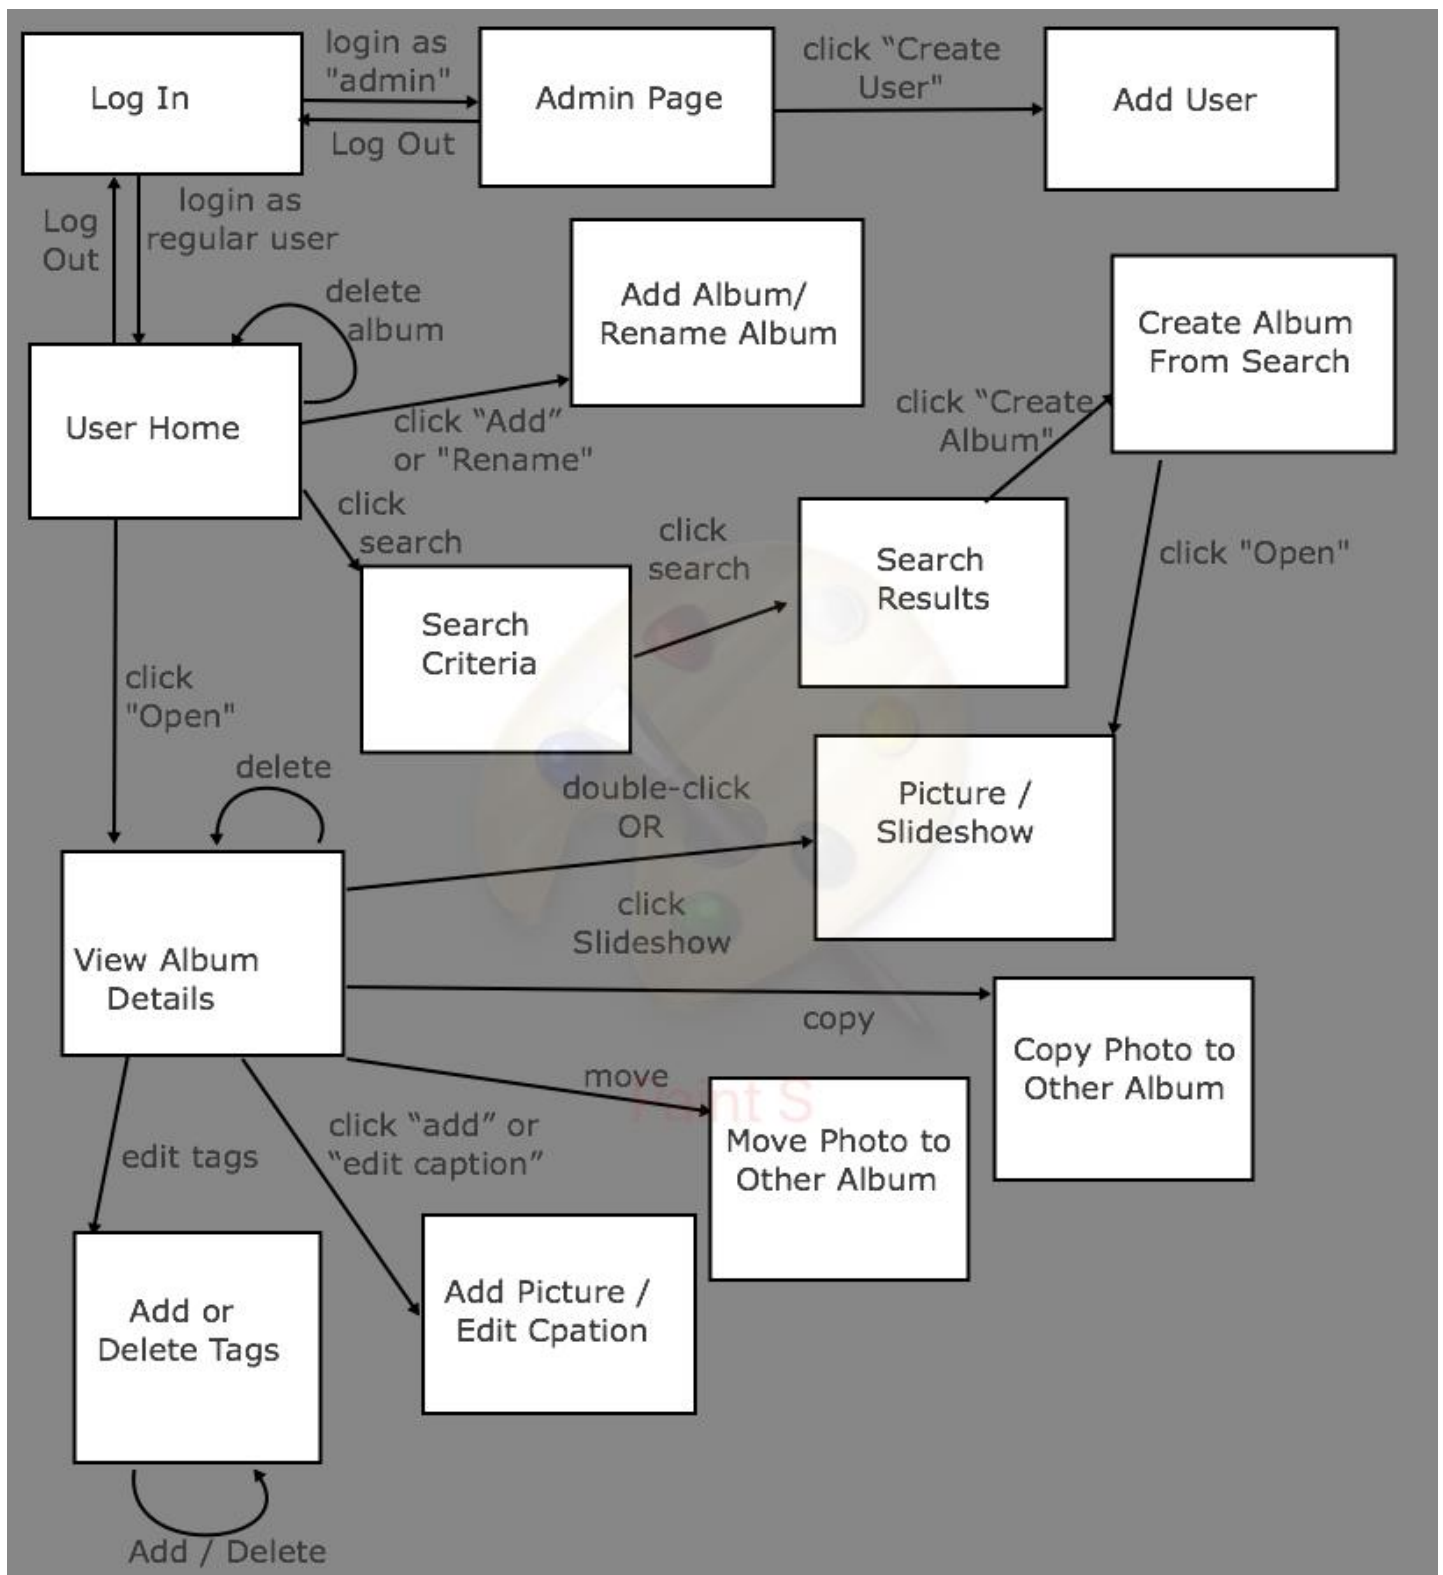 login as
"admin"
Log In
Log Out
Admin Page
click “Create
User"
Add User
Log
Out
login as
regular user
delete
album
User Home
Add Album/
Rename Album
click “Add”
or "Rename"
Create Album
From Search
click “Create
Album"
click
search
click
search
Search
Criteria
Search
Results
click "Open"
click
"Open"
delete
double-click
OR
click
Slideshow
Picture /
Slideshow
View Album
Details
copy
Copy Photo to
Other Album
move
Move Photo to
Other Album
edit tags
click “add” or
“edit caption”
Add or
Delete Tags
Add Picture /
Edit Cpation
Add / Delete
Paint S